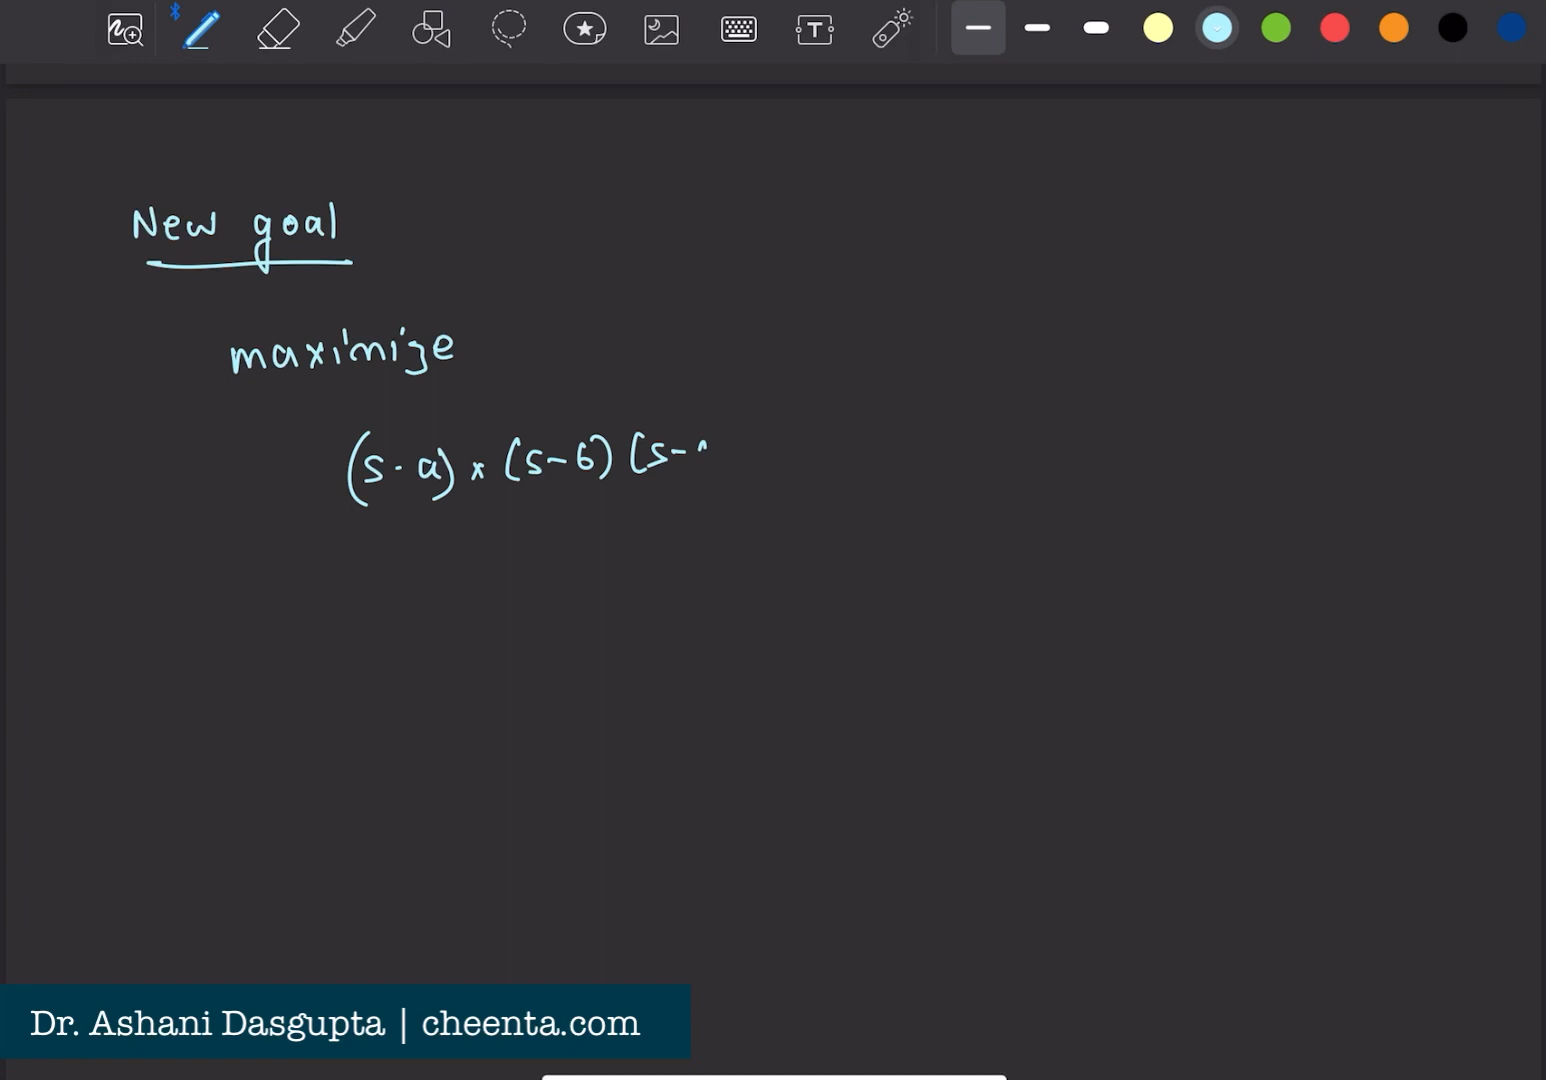 New goal
maximize
(s-a) × (s-b) (s-
Dr. Ashani Dasgupta | cheenta.com